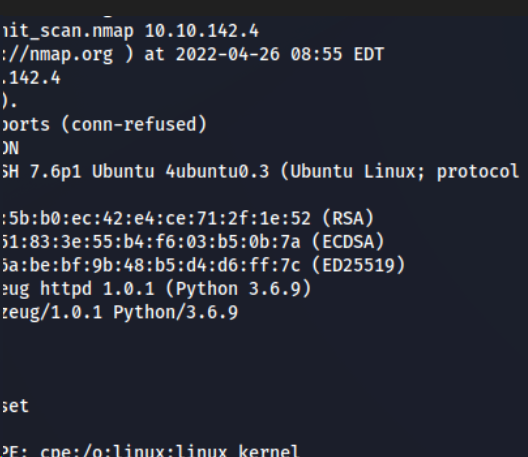 nit_scan.nmap 10.10.142.4
://nmap.org ) at 2022-04-26 08:55 EDT
.142.4
).
ports (conn-refused)
ON
SH 7.6p1 Ubuntu 4ubuntu0.3 (Ubuntu Linux; protocol
:5b:b0:ec:42:e4:ce:71:2f:1e:52 (RSA)
51:83:3e:55:b4:f6:03:b5:0b:7a (ECDSA)
5a:be:bf:9b:48:b5:d4:d6:ff:7c (ED25519)
eug httpd 1.0.1 (Python 3.6.9)
zeug/1.0.1 Python/3.6.9
set
PE: cpe:/o:linux:linux_kernel